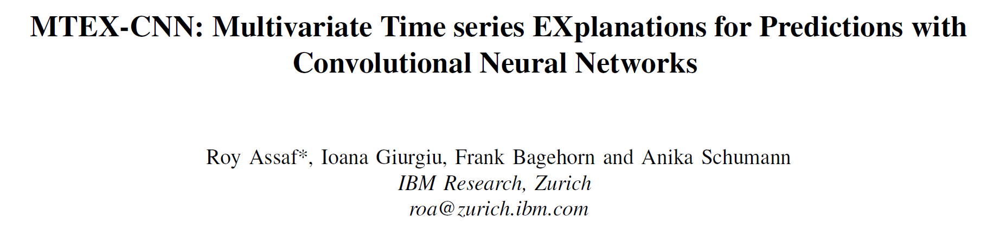 MTEX-CNN: Multivariate Time series EXplanations for Predictions with
Convolutional Neural Networks
Roy Assaf*, Ioana Giurgiu, Frank Bagehorn and Anika Schumann
IBM Research, Zurich
roa@zurich.ibm.com